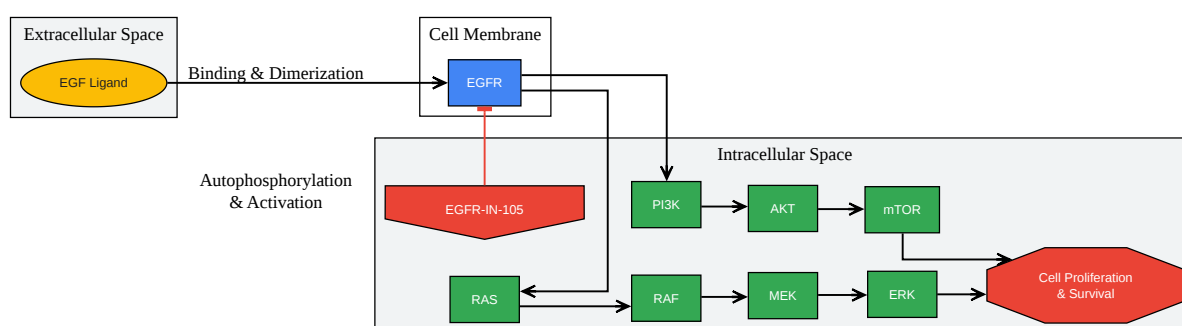 Extracellular Space
Cell Membrane
EGF Ligand
Binding & Dimerization
EGFR
Intracellular Space
Autophosphorylation
& Activation
EGFR-IN-105
PI3K
AKT
mTOR
RAS
RAF
MEK
ERK
Cell Proliferation
& Survival